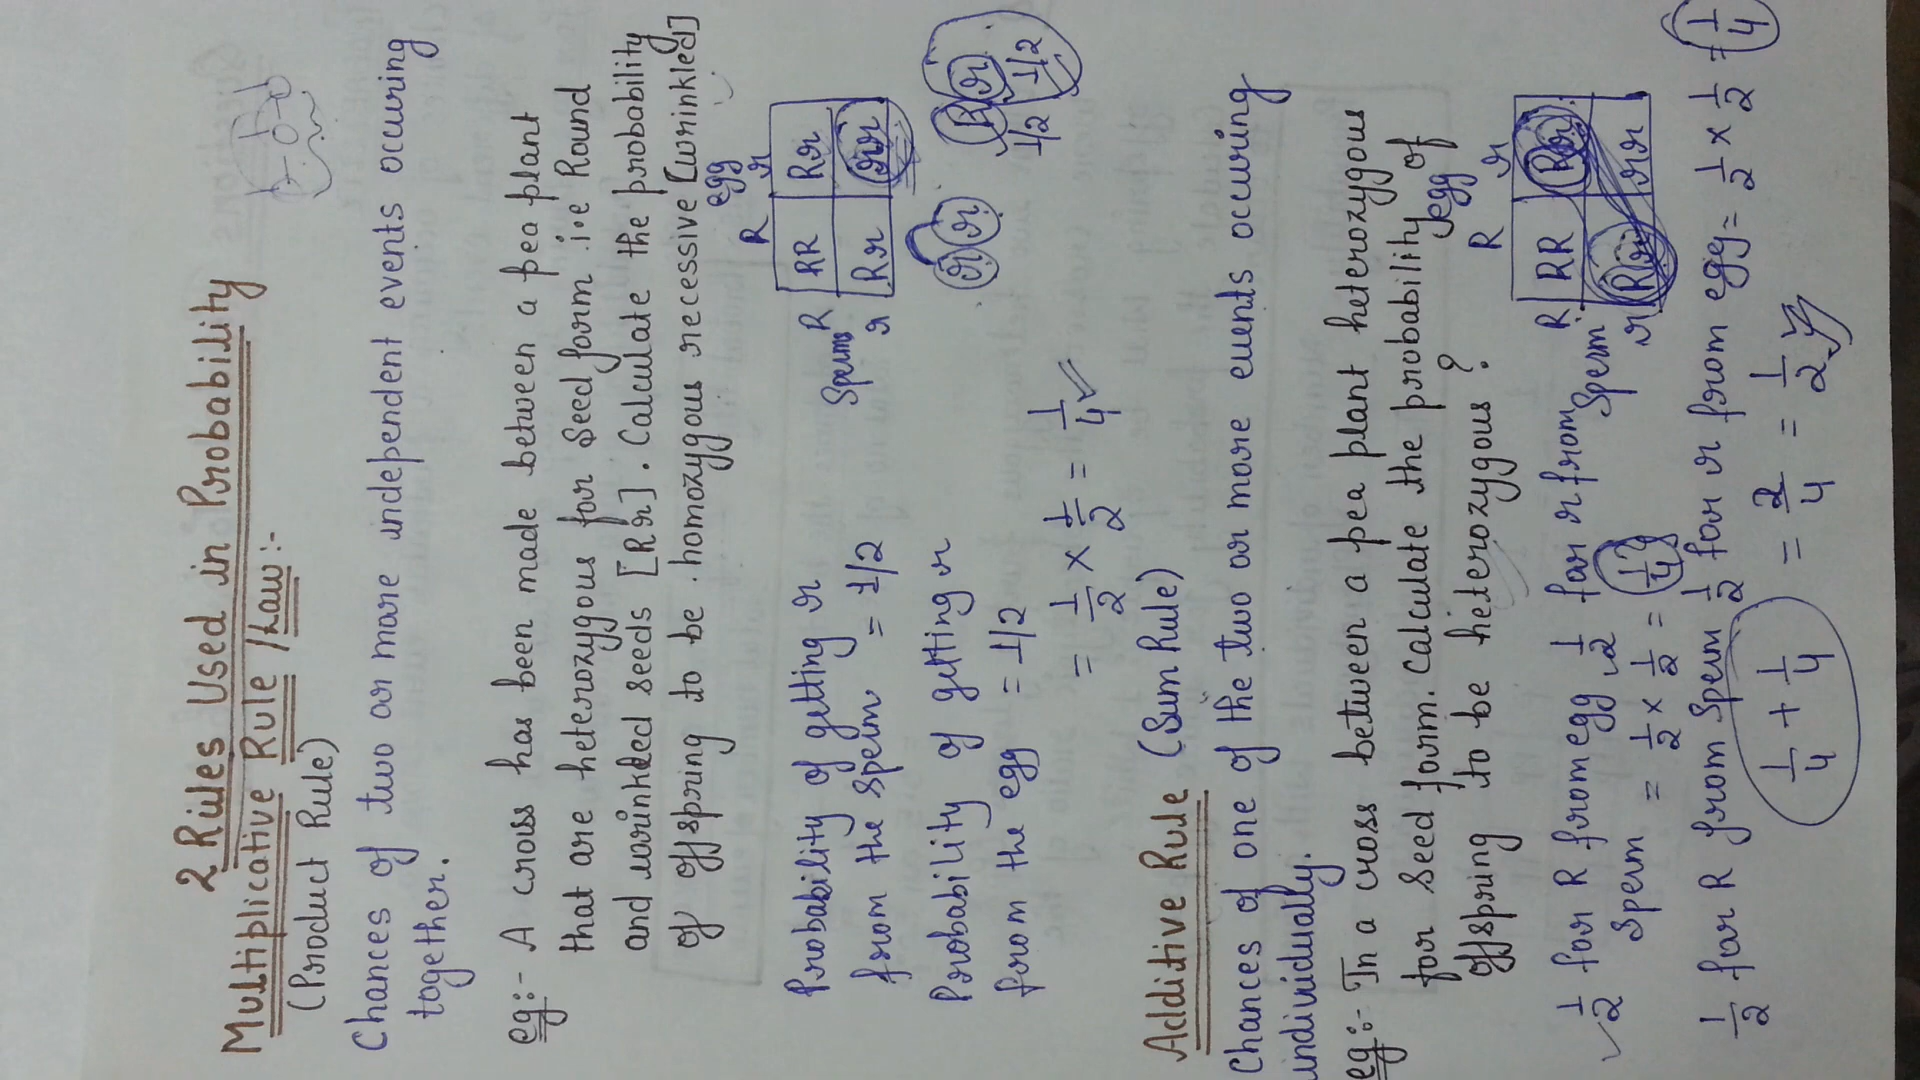 2 Rules Used in Probability
Multiplicative Rule / Law :-
(Product Rule)
Chances of two or more independent events occuring
together.
eg:- A cross has been made between a pea plant
that are heterozygous for seed form i.e Round
and wrinkled seeds [Rr]. Calculate the probability
of offspring to be homozygous recessive [wrinkled]
egg
R r
Sperm R RR Rr
r Rr rr
Probability of getting r
from the sperm = 1/2
Probability of getting r
from the egg = 1/2
= 1/2 × 1/2 = 1/4
r r
R r
1/2 1/2
Additive Rule (Sum Rule)
Chances of one of the two or more events occuring
individually.
eg:- In a cross between a pea plant heterozygous
for seed form. Calculate the probability of
offspring to be heterozygous ?
egg
R r
R RR Rr
Sperm
r Rr rr
1/2 for R from egg, 1/2 for r from
Sperm = 1/2 × 1/2 = 1/4
1/2 for R from sperm 1/2 for r from egg = 1/2 × 1/2 = 1/4
1/4 + 1/4 = 2/4 = 1/2